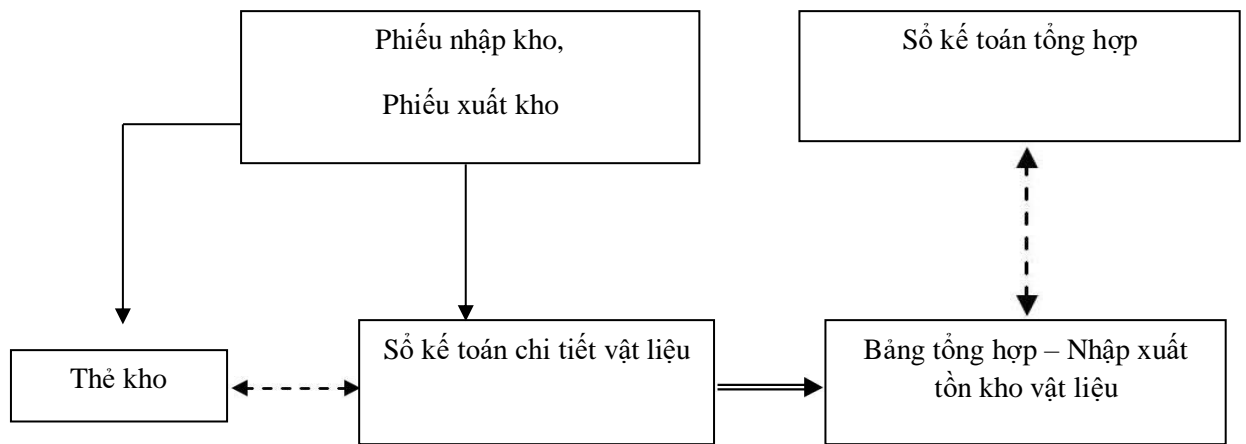 Phiếu nhập kho,
Phiếu xuất kho
Sổ kế toán tổng hợp
Thẻ kho
Sổ kế toán chi tiết vật liệu
Bảng tổng hợp – Nhập xuất
tồn kho vật liệu